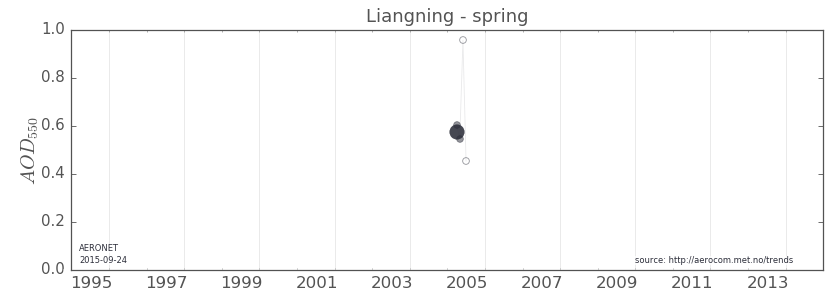 Liangning - spring
1.0
0.8
0.6
0.4
0.2
0.0
AOD550
AERONET
2015-09-24
source: http://aerocom.met.no/trends
1995 1997 1999 2001 2003 2005 2007 2009 2011 2013